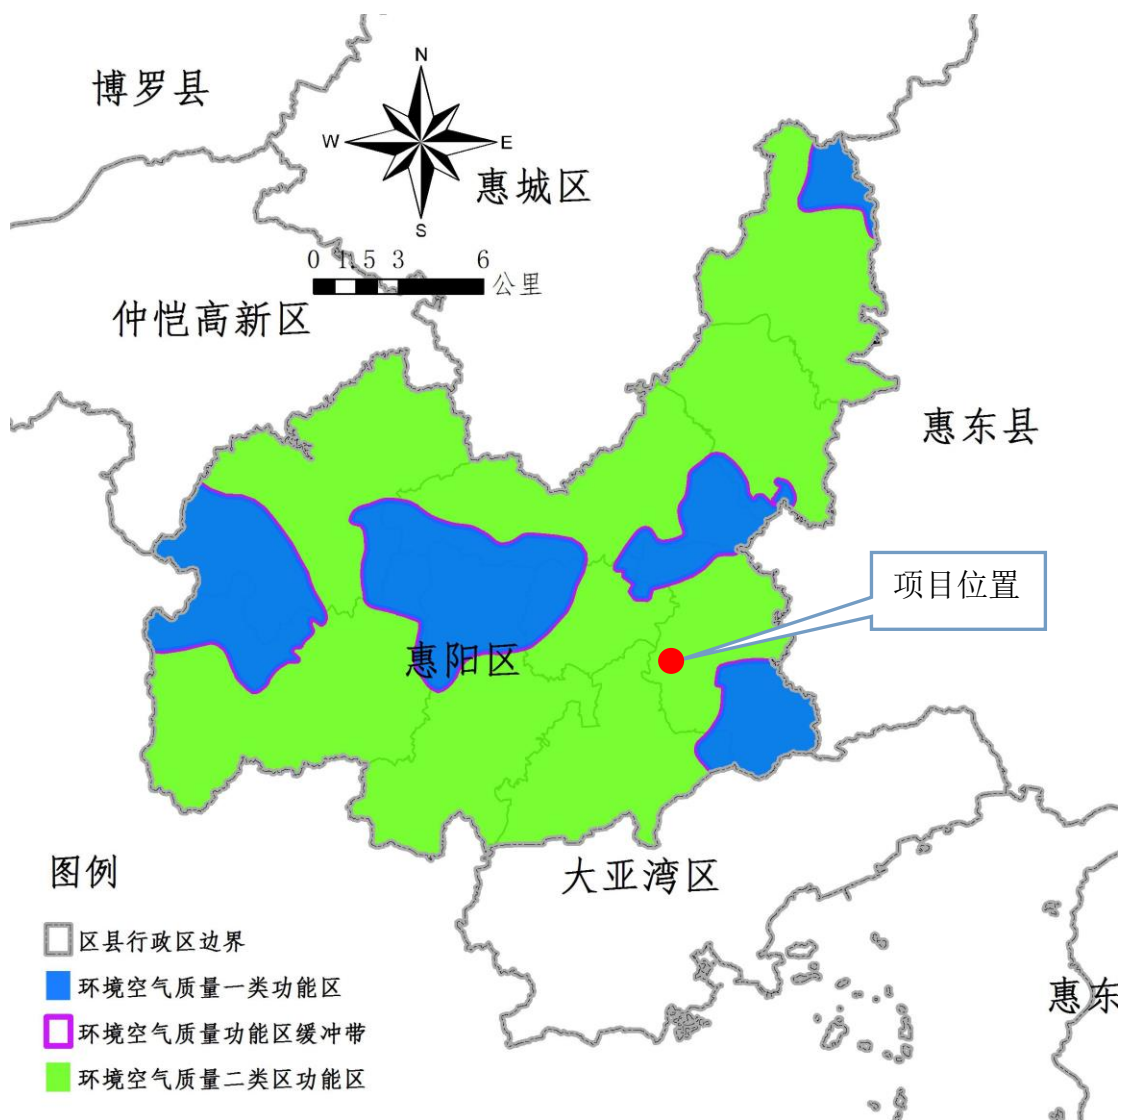 博罗县
N
W
E
S
惠城区
0 1.5 3 6
公里
仲恺高新区
惠东县
项目位置
惠阳区
大亚湾区
图例
区县行政区边界
环境空气质量一类功能区
环境空气质量功能区缓冲带
环境空气质量二类区功能区
惠东